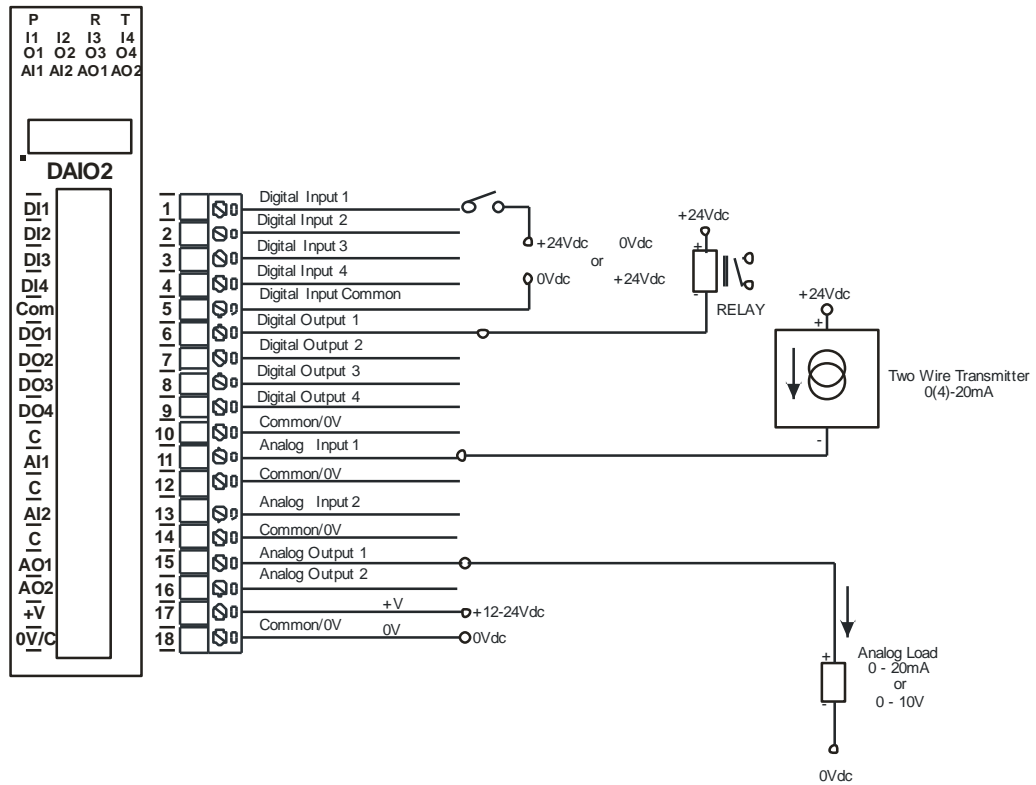 P R T
I1 I2 I3 I4
O1 O2 O3 O4
AI1 AI2 AO1 AO2
DAIO2
DI1
DI2
DI3
DI4
Com
DO1
DO2
DO3
DO4
C
AI1
C
AI2
C
AO1
AO2
+V
0V/C
1 Digital Input 1
2 Digital Input 2
3 Digital Input 3
4 Digital Input 4
5 Digital Input Common
6 Digital Output 1
7 Digital Output 2
8 Digital Output 3
9 Digital Output 4
10 Common/0V
11 Analog Input 1
12 Common/0V
13 Analog Input 2
14 Common/0V
15 Analog Output 1
16 Analog Output 2
17 +V +12-24Vdc
18 Common/0V 0V 0Vdc
+24Vdc 0Vdc
or
0Vdc +24Vdc
+24Vdc
+
-
RELAY
+24Vdc
+
-
Two Wire Transmitter
0(4)-20mA
+
-
Analog Load
0 - 20mA
or
0 - 10V
0Vdc